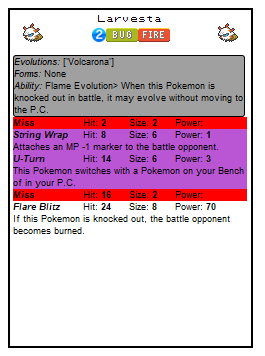 Larvesta
2 BUG FIRE
Evolutions: ['Volcarona']
Forms: None
Ability: Flame Evolution> When this Pokemon is
knocked out in battle, it may evolve without moving to
the P.C.
Miss Hit: 2 Size: 2 Power:
String Wrap Hit: 8 Size: 6 Power: 1
Attaches an MP -1 marker to the battle opponent.
U-Turn Hit: 14 Size: 6 Power: 3
This Pokemon switches with a Pokemon on your Bench
of in your P.C.
Miss Hit: 16 Size: 2 Power:
Flare Blitz Hit: 24 Size: 8 Power: 70
If this Pokemon is knocked out, the battle opponent
becomes burned.